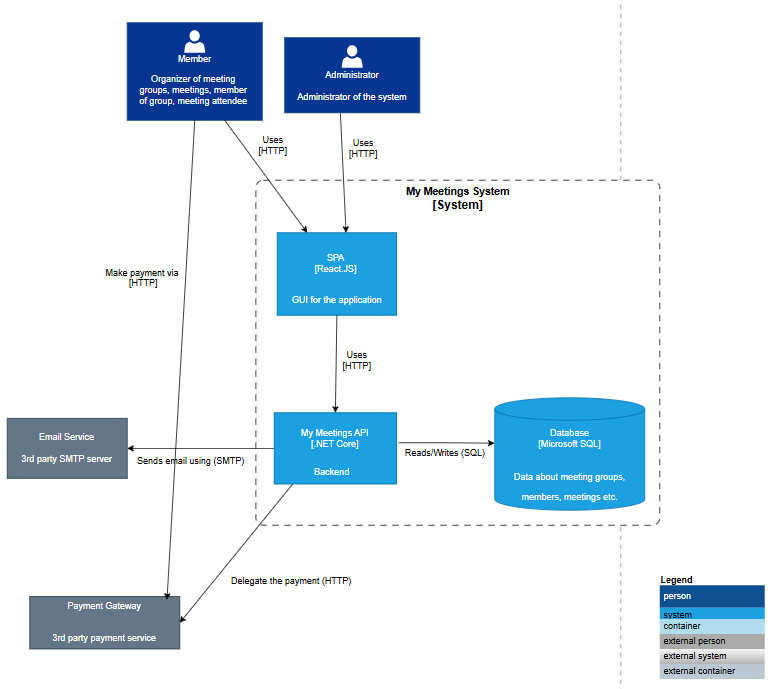 Member
Organizer of meeting
groups, meetings, member
of group, meeting attendee
Administrator
Administrator of the system
Uses
[HTTP]
Uses
[HTTP]
My Meetings System
[System]
SPA
[React.JS]
GUI for the application
Make payment via
[HTTP]
Uses
[HTTP]
My Meetings API
[.NET Core]
Backend
Reads/Writes (SQL)
Database
[Microsoft SQL]
Data about meeting groups,
members, meetings etc.
Email Service
3rd party SMTP server
Sends email using (SMTP)
Delegate the payment (HTTP)
Payment Gateway
3rd party payment service
Legend
person
system
container
external person
external system
external container